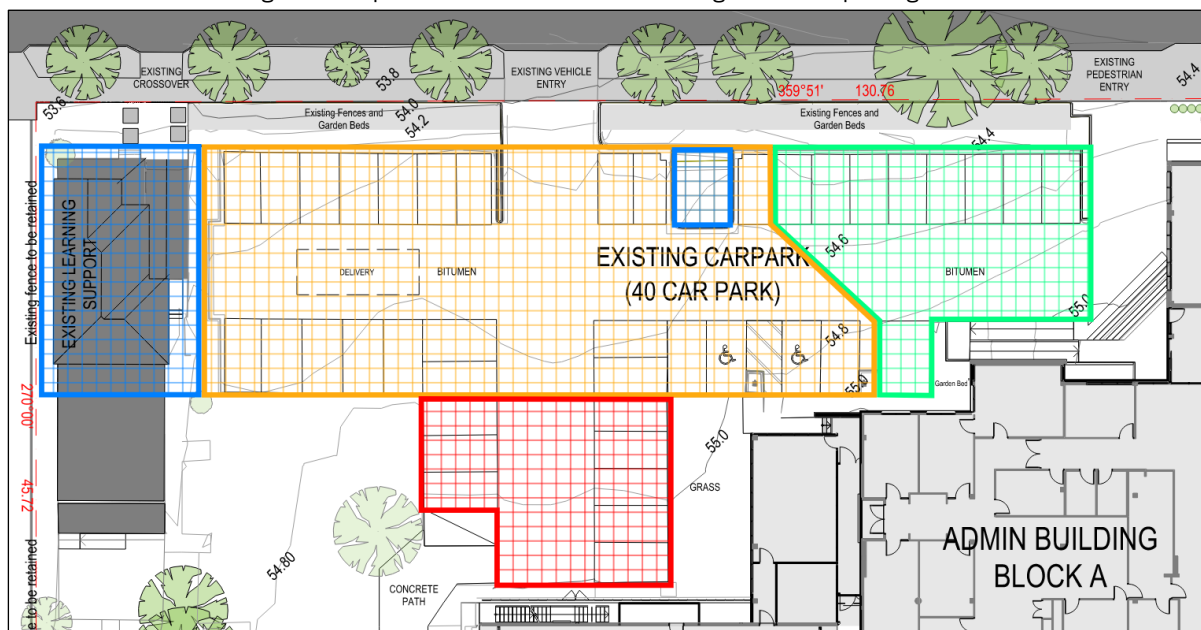 EXISTING
CROSSOVER
53.8
EXISTING VEHICLE
ENTRY
EXISTING
PEDESTRIAN
ENTRY
54.4
359°51' 130.76
53.6
54.0
54.2
Existing Fences and
Garden Beds
Existing Fences and
Garden Beds
54.4
Existing fence to be retained
EXISTING LEARNING
SUPPORT
DELIVERY
BITUMEN
EXISTING CARPARK
(40 CAR PARK)
54.6
BITUMEN
55.0
54.8
55.0
Garden Bed
270°00'
45.72
55.0
GRASS
54.80
CONCRETE
PATH
ADMIN BUILDING
BLOCK A
e to be retained